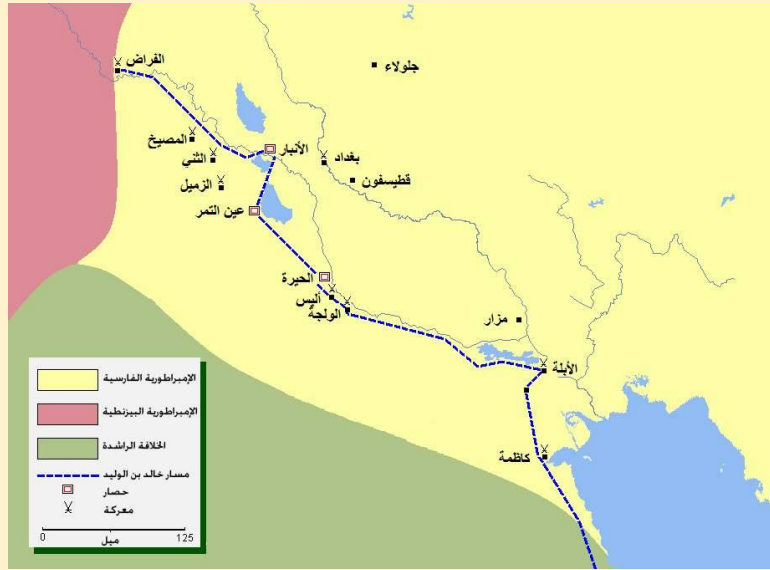 الفراض
جلولاء
المصيخ
الثني
الأنبار
بغداد
قطيسفون
الزميل
عين التمر
الحيرة
أليس
الولجة
مزار
الأبلة
كاظمة
الإمبراطورية الفارسية
الإمبراطورية البيزنطية
الخلافة الراشدة
مسار خالد بن الوليد
حصار
معركة
0 ميل 125